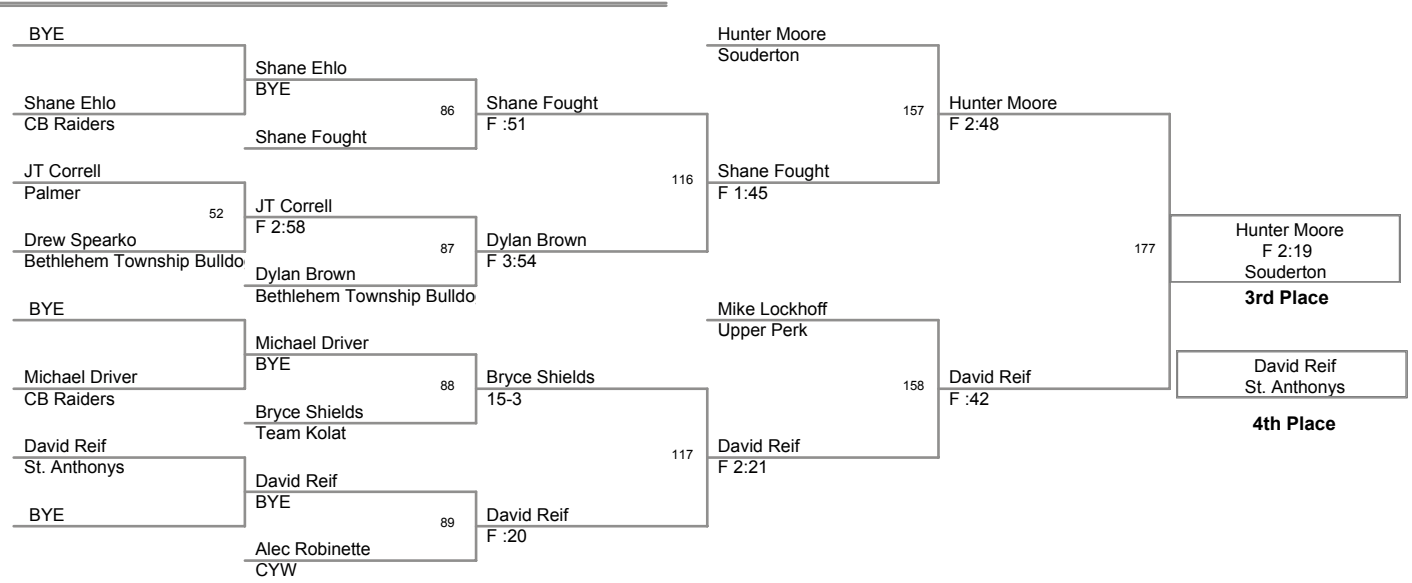 BYE
Shane Ehlo
CB Raiders
JT Correll
Palmer
52
Drew Spearko
Bethlehem Township Bulldo
BYE
Michael Driver
CB Raiders
David Reif
St. Anthonys
BYE
Shane Ehlo
BYE
86
Shane Fought
JT Correll
F 2:58
87
Dylan Brown
Bethlehem Township Bulldo
Michael Driver
BYE
88
Bryce Shields
Team Kolat
David Reif
BYE
89
Alec Robinette
CYW
Shane Fought
F :51
116
Dylan Brown
F 3:54
Bryce Shields
15-3
117
David Reif
F :20
Hunter Moore
Souderton
157
Shane Fought
F 1:45
Mike Lockhoff
Upper Perk
158
David Reif
F 2:21
Hunter Moore
F 2:48
177
David Reif
F :42
Hunter Moore
F 2:19
Souderton
3rd Place
David Reif
St. Anthonys
4th Place